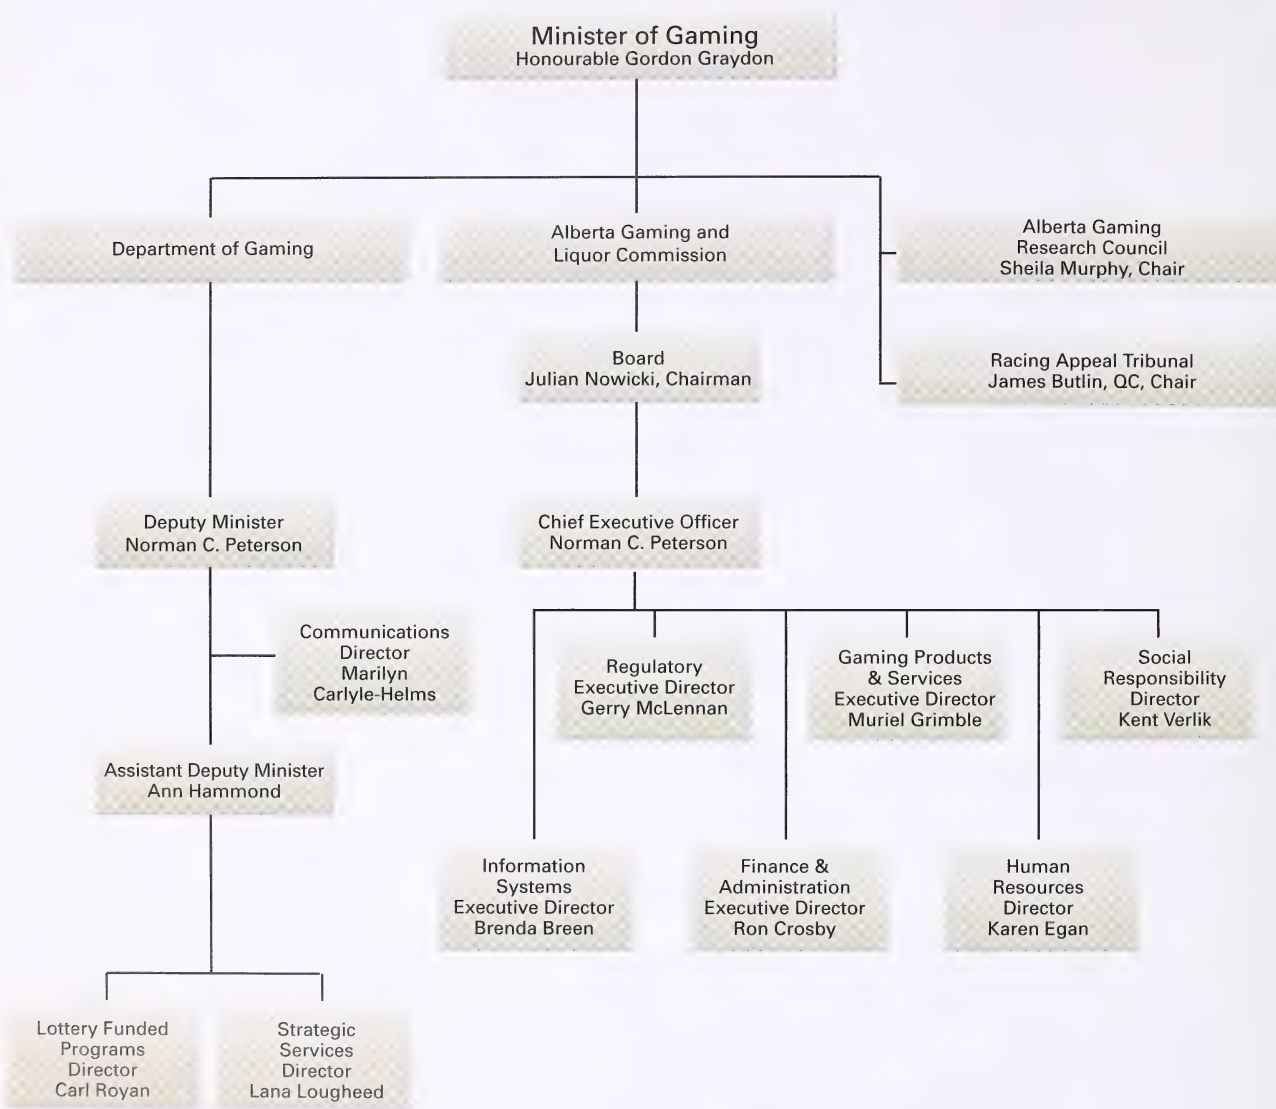 Minister of Gaming
Honourable Gordon Graydon
Department of Gaming
Alberta Gaming and
Liquor Commission
Alberta Gaming
Research Council
Sheila Murphy, Chair
Board
Julian Nowicki, Chairman
Racing Appeal Tribunal
James Butlin, QC, Chair
Deputy Minister
Norman C. Peterson
Chief Executive Officer
Norman C. Peterson
Communications
Director
Marilyn
Carlyle-Helms
Regulatory
Executive Director
Gerry McLennan
Gaming Products
& Services
Executive Director
Muriel Grimble
Social
Responsibility
Director
Kent Verlik
Assistant Deputy Minister
Ann Hammond
Information
Systems
Executive Director
Brenda Breen
Finance &
Administration
Executive Director
Ron Crosby
Human
Resources
Director
Karen Egan
Lottery Funded
Programs
Director
Carl Royan
Strategic
Services
Director
Lana Lougheed